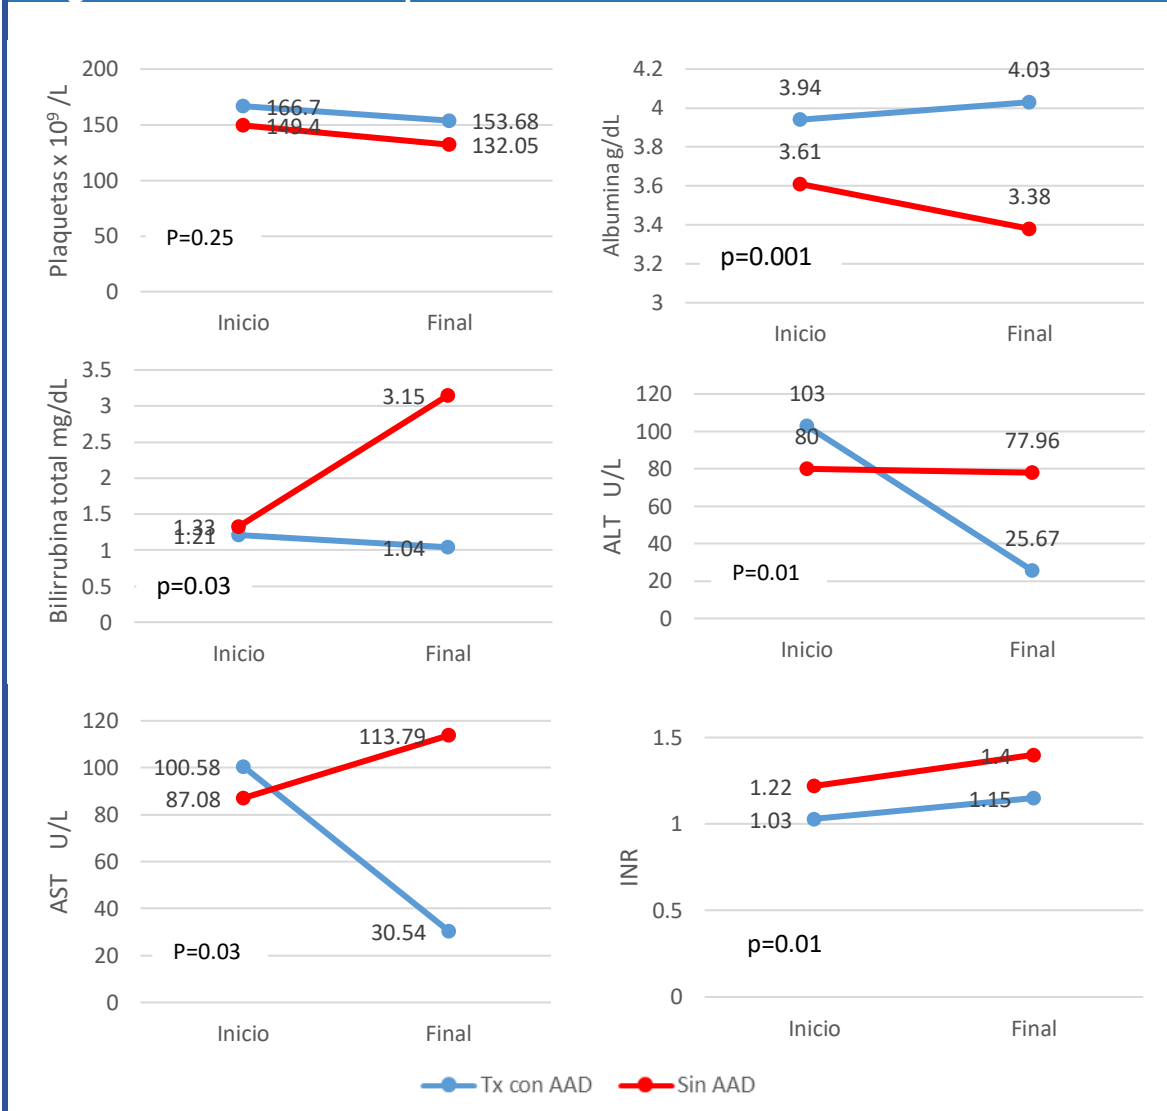 Plaquetas x 10⁹ /L
200
150
100
50
0
166.7
149.4
153.68
132.05
P=0.25
Inicio
Final
Albumina g/dL
4.2
4
3.8
3.6
3.4
3.2
3
3.94
4.03
3.61
3.38
p=0.001
Inicio
Final
Bilirrubina total mg/dL
3.5
3
2.5
2
1.5
1
0.5
0
3.15
1.33
1.21
1.04
p=0.03
Inicio
Final
ALT U/L
120
100
80
60
40
20
0
103
80
77.96
25.67
P=0.01
Inicio
Final
AST U/L
120
100
80
60
40
20
0
113.79
100.58
87.08
30.54
P=0.03
Inicio
Final
INR
1.5
1
0.5
0
1.22
1.4
1.03
1.15
p=0.01
Inicio
Final
Tx con AAD
Sin AAD